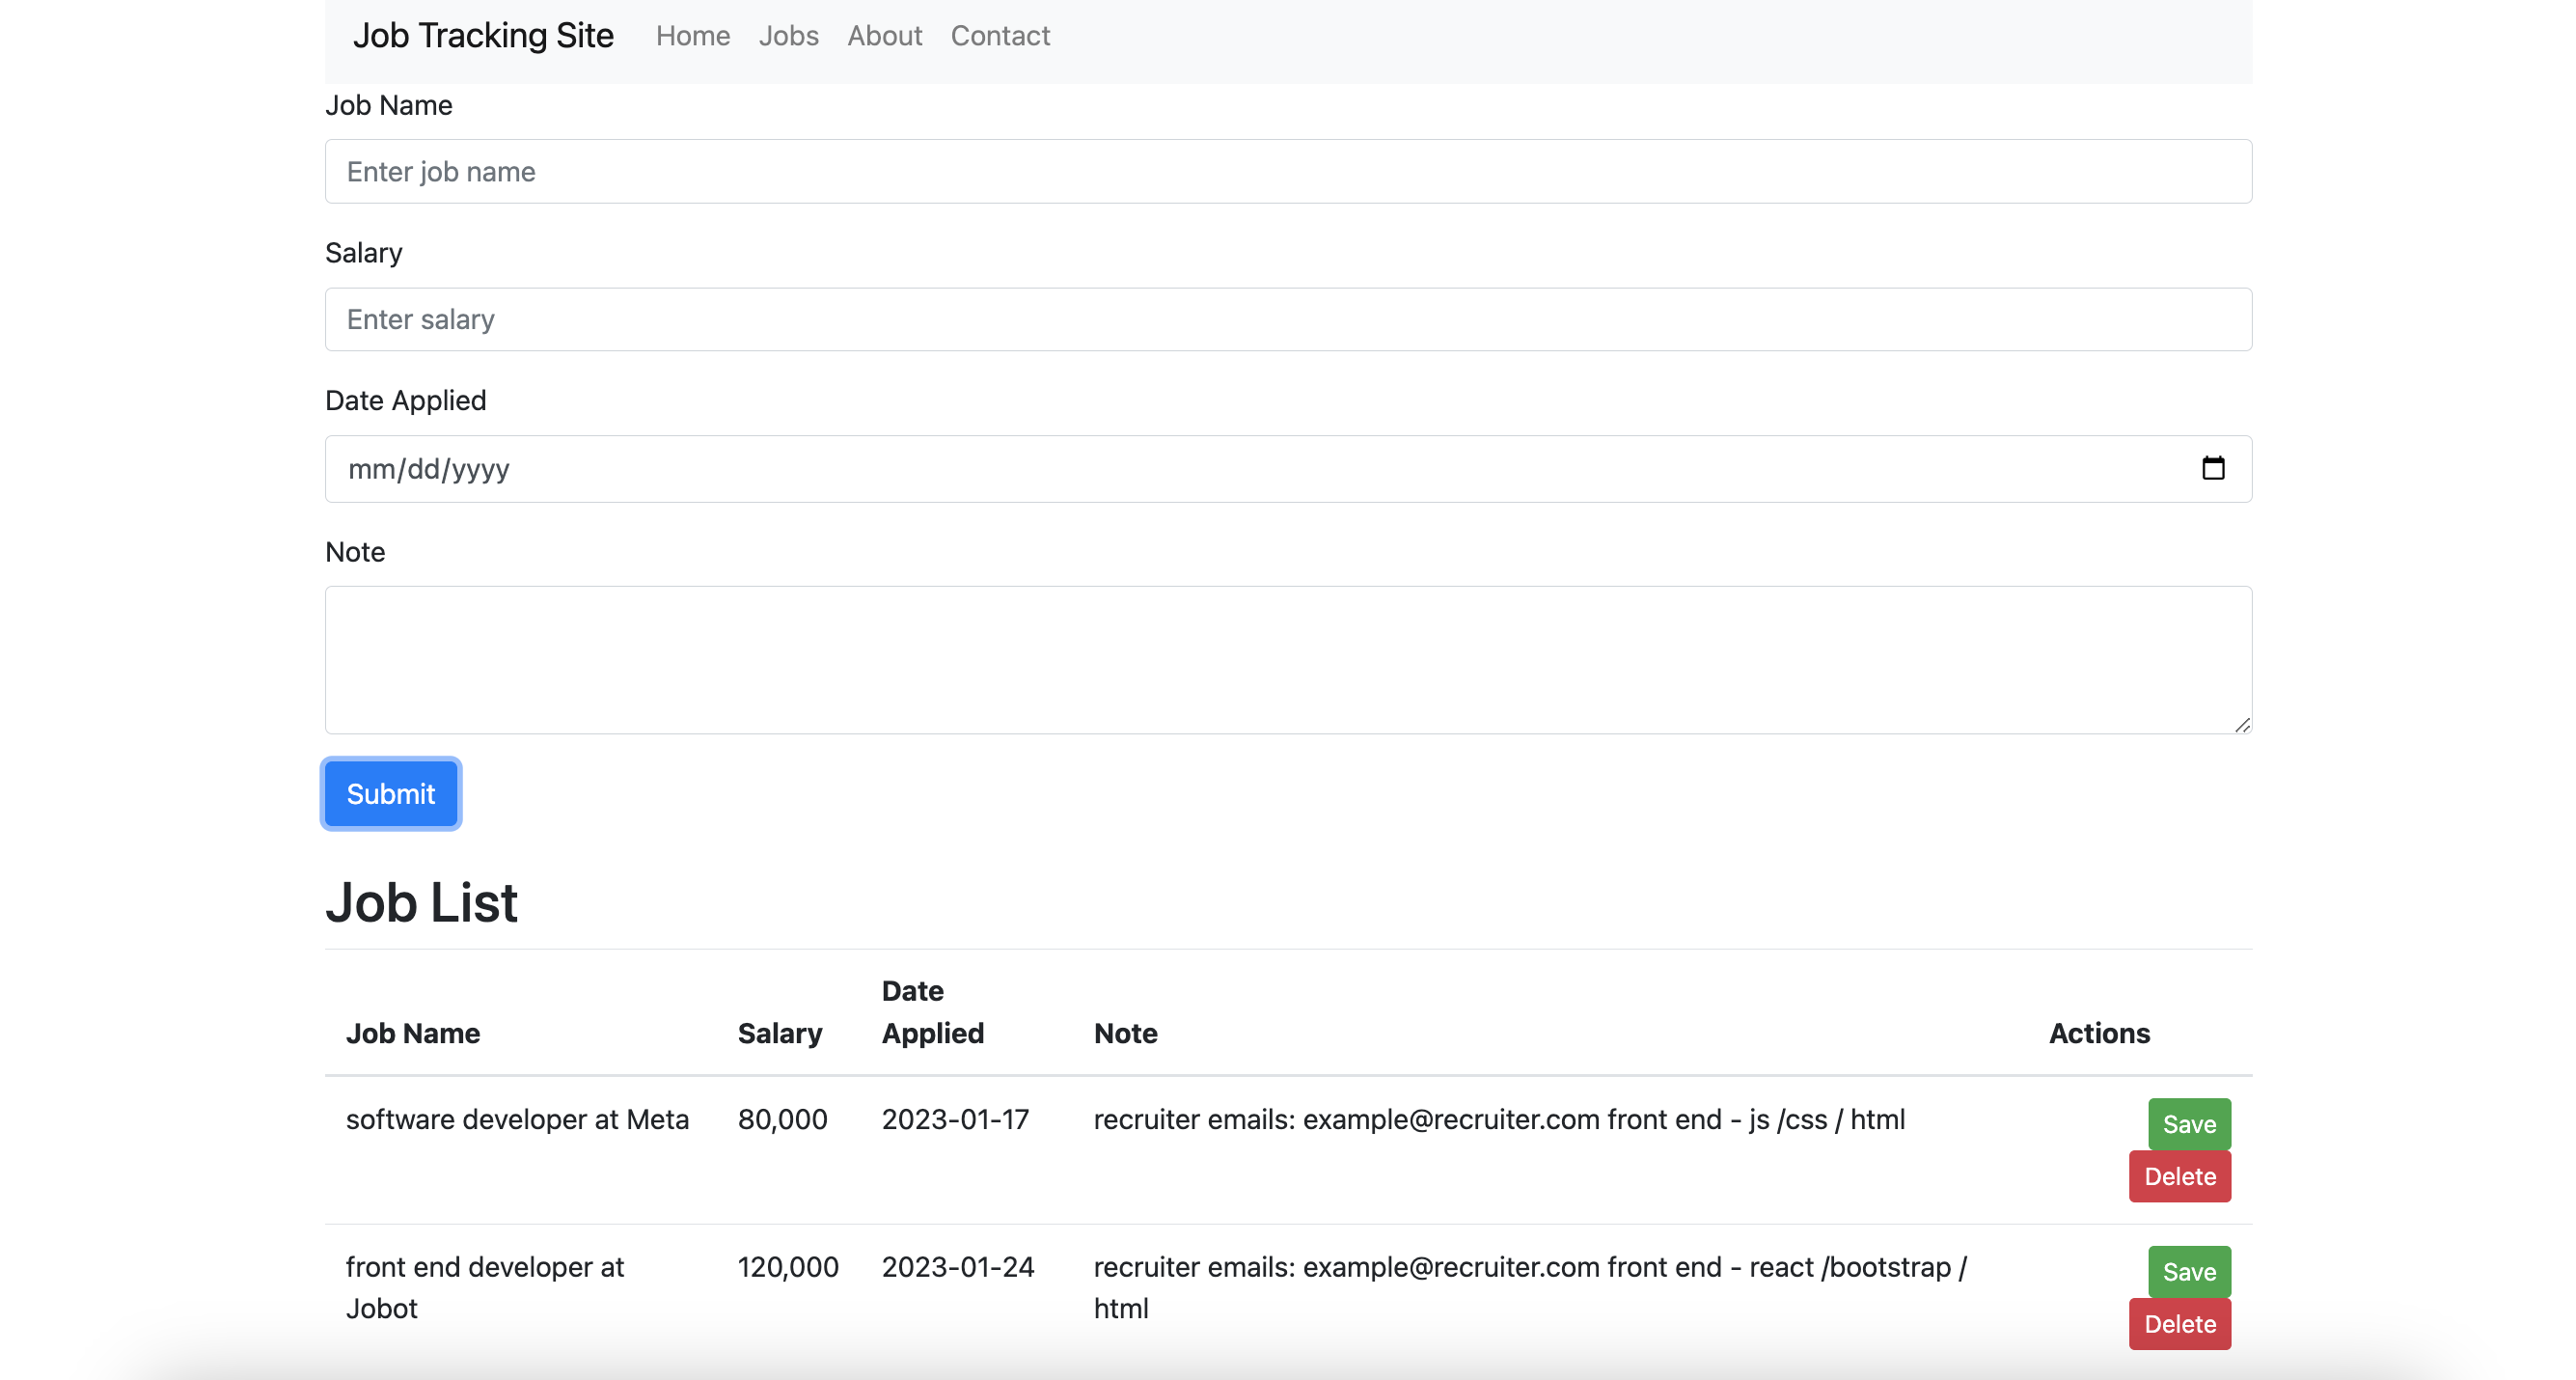 Job Tracking Site Home Jobs About Contact
Job Name
Enter job name
Salary
Enter salary
Date Applied
mm/dd/yyyy
Note
Submit
Job List
Job Name Salary Date Applied Note Actions
software developer at Meta 80,000 2023-01-17 recruiter emails: example@recruiter.com front end - js /css / html Save
Delete
front end developer at 120,000 2023-01-24 recruiter emails: example@recruiter.com front end - react /bootstrap / Save
Jobot html Delete